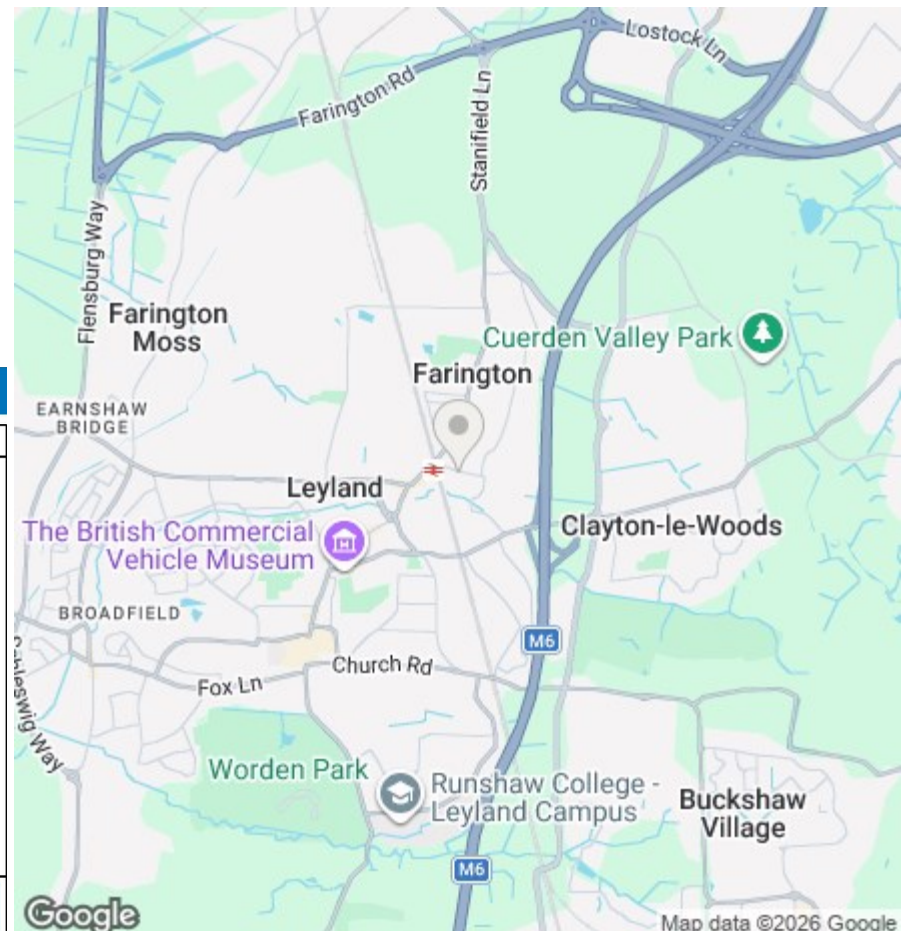 Lostock Ln
Farington Rd
Stanifield Ln
Flensburg Way
Farington
Moss
Cuerden Valley Park
Farington
EARNSHAW
BRIDGE
Leyland
The British Commercial
Vehicle Museum
Clayton-le-Woods
BROADFIELD
M6
Church Rd
Fox Ln
Way
Worden Park
Runshaw College -
Leyland Campus
Buckshaw
Village
M6
Google
Map data ©2026 Google